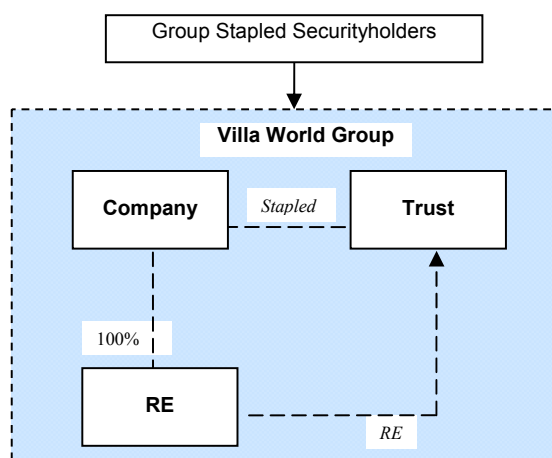 Group Stapled Securityholders
Villa World Group
Company
Stapled
Trust
100%
RE
RE